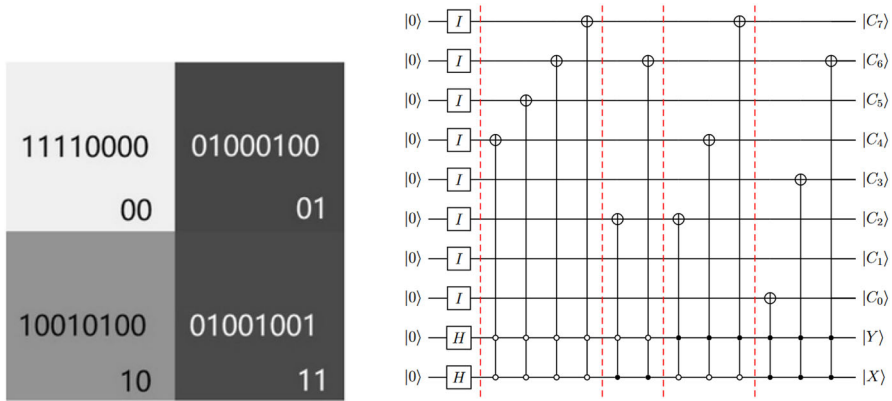 11110000 01000100
00 01
10010100 01001001
10 11
|0⟩ I |C₇⟩
|0⟩ I |C₆⟩
|0⟩ I |C₅⟩
|0⟩ I |C₄⟩
|0⟩ I |C₃⟩
|0⟩ I |C₂⟩
|0⟩ I |C₁⟩
|0⟩ I |C₀⟩
|0⟩ H |Y⟩
|0⟩ H |X⟩